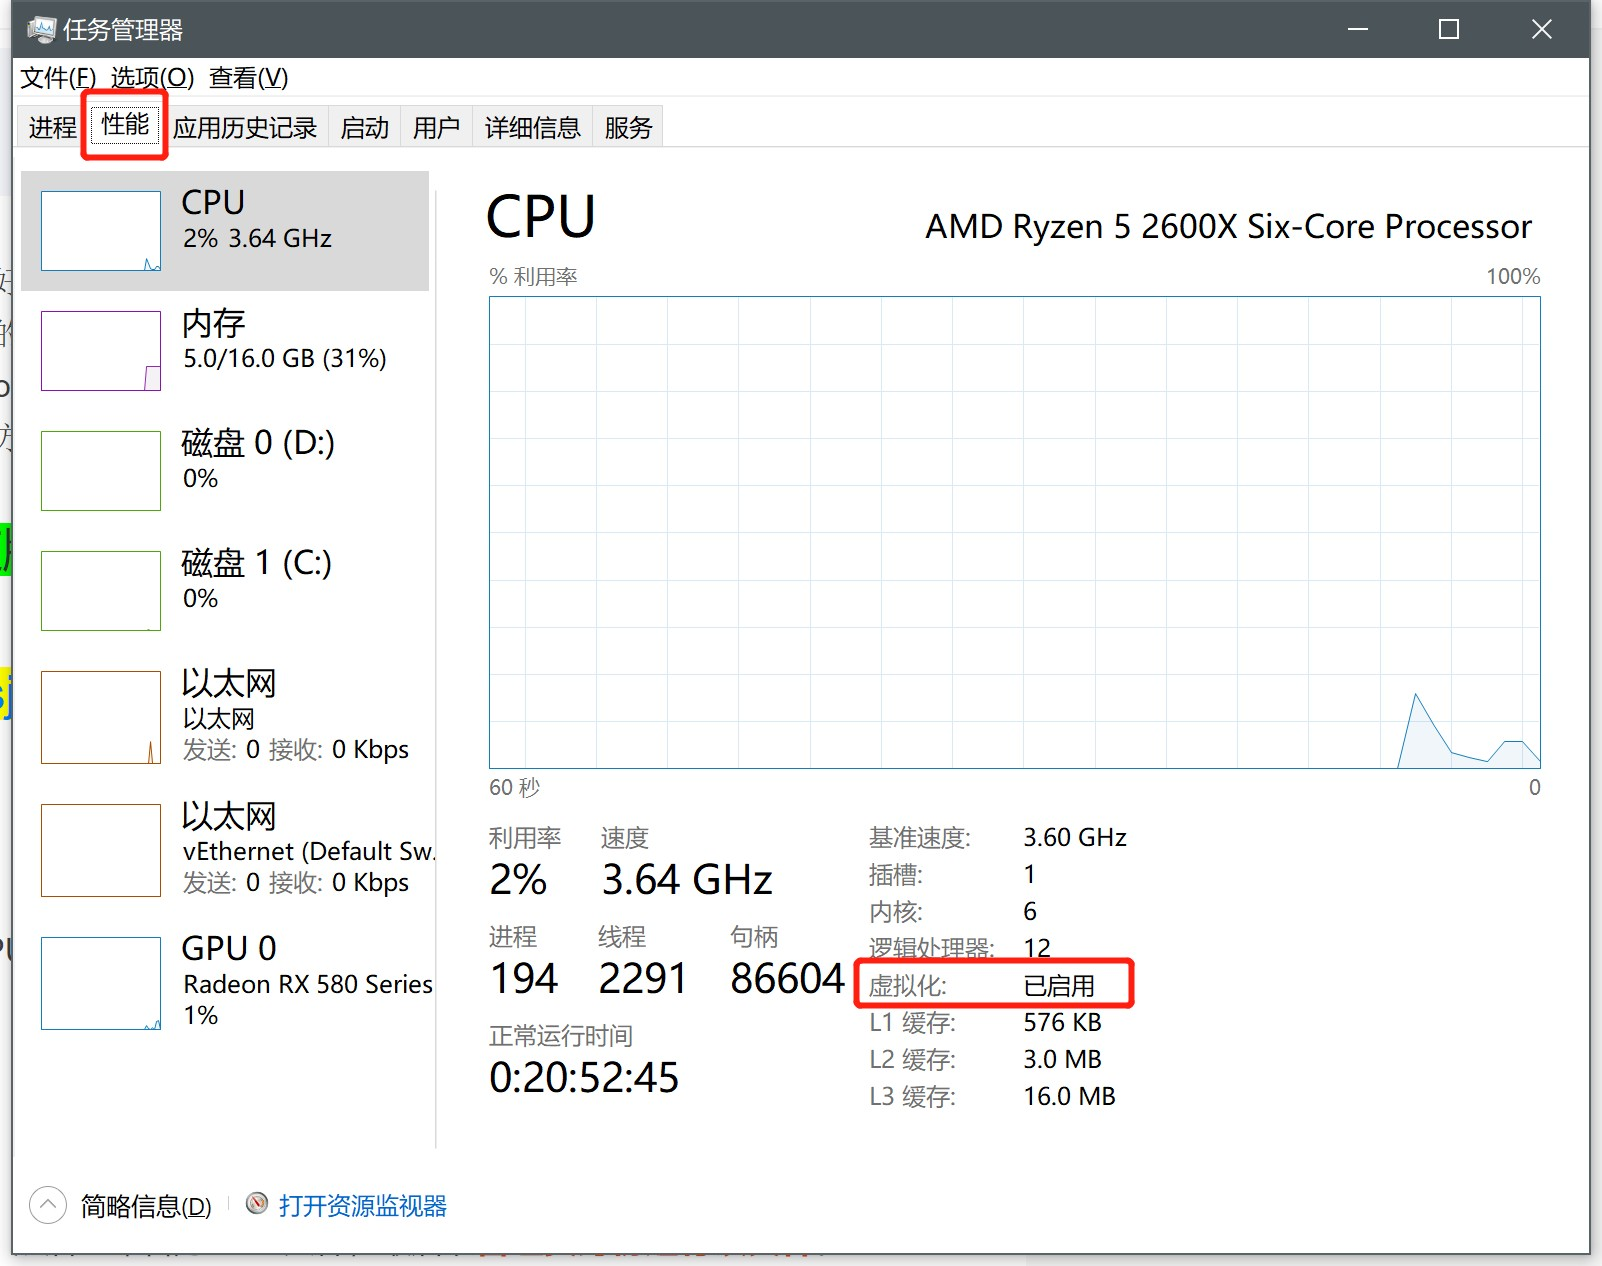 任务管理器
文件(F) 选项(O) 查看(V)
进程 性能 应用历史记录 启动 用户 详细信息 服务
CPU
2% 3.64 GHz
内存
5.0/16.0 GB (31%)
磁盘 0 (D:)
0%
磁盘 1 (C:)
0%
以太网
以太网
发送: 0 接收: 0 Kbps
以太网
vEthernet (Default Sw.
发送: 0 接收: 0 Kbps
GPU 0
Radeon RX 580 Series
1%
CPU
AMD Ryzen 5 2600X Six-Core Processor
% 利用率 100%
60 秒 0
利用率 速度
2% 3.64 GHz
进程 线程 句柄
194 2291 86604
正常运行时间
0:20:52:45
基准速度: 3.60 GHz
插槽: 1
内核: 6
逻辑处理器: 12
虚拟化: 已启用
L1 缓存: 576 KB
L2 缓存: 3.0 MB
L3 缓存: 16.0 MB
简略信息(D)
打开资源监视器